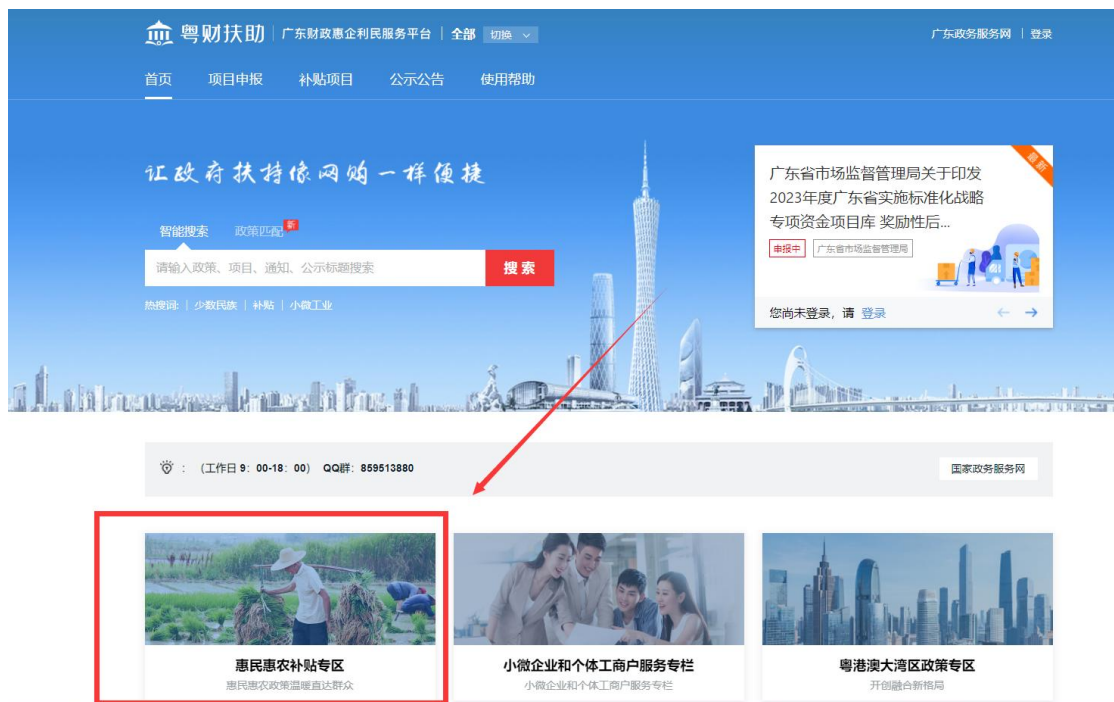 粤财扶助 | 广东财政惠企利民服务平台 | 全部 切换
广东政务服务网 | 登录
首页 项目申报 补贴项目 公示公告 使用帮助
让政府扶持像网购一样便捷
智能搜索 政策匹配 新
请输入政策、项目、通知、公示标题搜索
搜索
热搜词: | 少数民族 | 补贴 | 小微工业
最新
广东省市场监督管理局关于印发
2023年度广东省实施标准化战略
专项资金项目库 奖励性后...
申报中 广东省市场监督管理局
您尚未登录，请 登录
: （工作日 9：00-18：00） QQ群：859513880
国家政务服务网
惠民惠农补贴专区
惠民惠农政策温暖直达群众
小微企业和个体工商户服务专栏
小微企业和个体工商户服务专栏
粤港澳大湾区政策专区
开创融合新格局